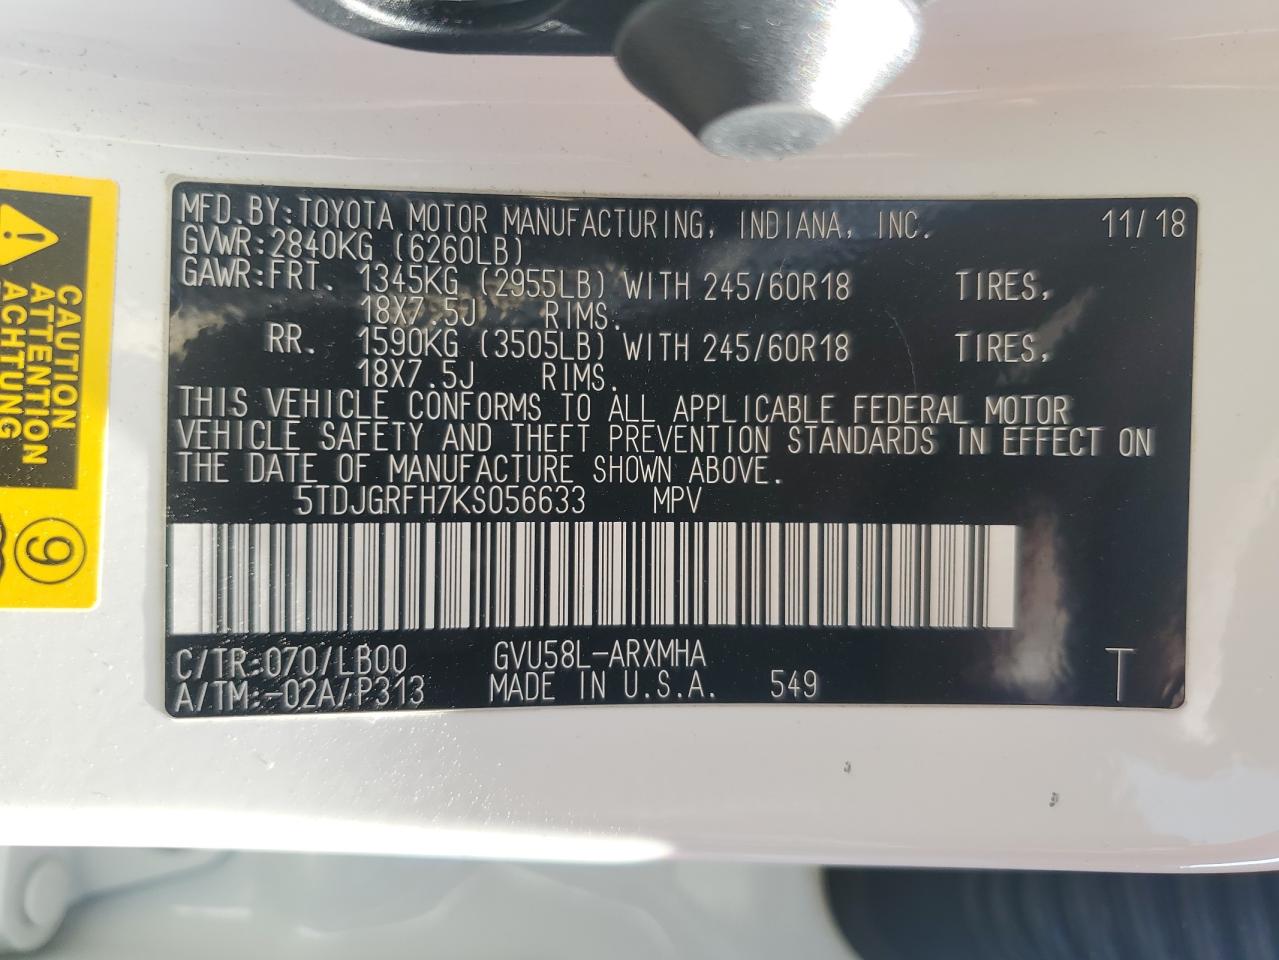 MFD.BY:TOYOTA MOTOR MANUFACTURING, INDIANA, INC. 11/18
GVWR:2840KG (6260LB)
GAWR:FRT. 1345KG (2955LB) WITH 245/60R18 TIRES,
18X7.5J RIMS.
RR. 1590KG (3505LB) WITH 245/60R18 TIRES,
18X7.5J RIMS.
THIS VEHICLE CONFORMS TO ALL APPLICABLE FEDERAL MOTOR
VEHICLE SAFETY AND THEFT PREVENTION STANDARDS IN EFFECT ON
THE DATE OF MANUFACTURE SHOWN ABOVE.
5TDJGRFH7KS056633 MPV
C/TR:070/LB00 GVU58L-ARXMHA T
A/TM:-02A/P313 MADE IN U.S.A. 549
CAUTION
ATTENTION
ACHTUNG
9